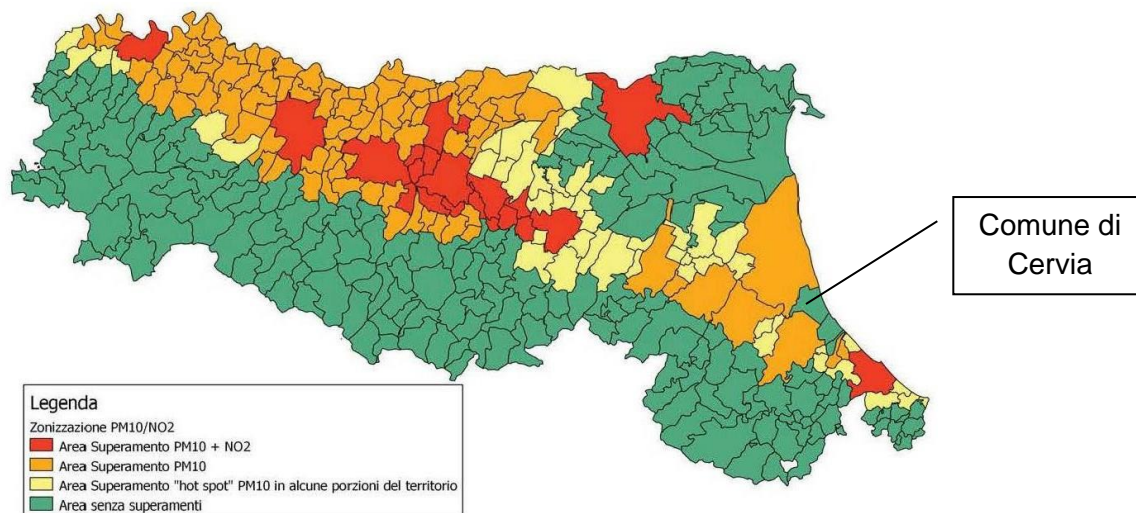 Comune di
Cervia
Legenda
Zonizzazione PM10/NO2
Area Superamento PM10 + NO2
Area Superamento PM10
Area Superamento "hot spot" PM10 in alcune porzioni del territorio
Area senza superamenti